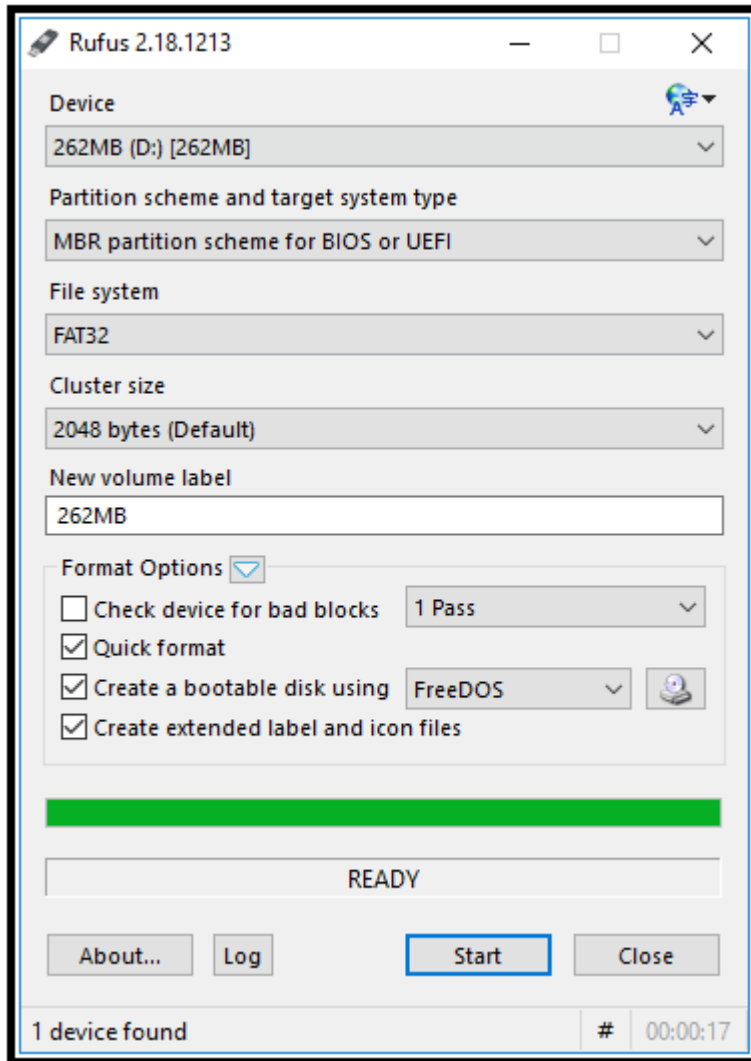 Rufus 2.18.1213
Device
262MB (D:) [262MB]
Partition scheme and target system type
MBR partition scheme for BIOS or UEFI
File system
FAT32
Cluster size
2048 bytes (Default)
New volume label
262MB
Format Options
Check device for bad blocks 1 Pass
Quick format
Create a bootable disk using FreeDOS
Create extended label and icon files
READY
About... Log Start Close
1 device found # 00:00:17